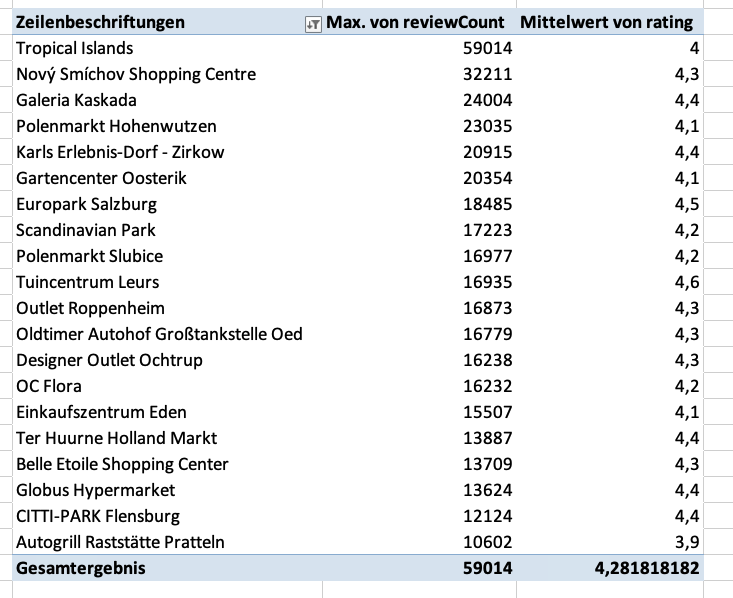 Zeilenbeschriftungen Max. von reviewCount Mittelwert von rating
Tropical Islands 59014 4
Nový Smíchov Shopping Centre 32211 4,3
Galeria Kaskada 24004 4,4
Polenmarkt Hohenwutzen 23035 4,1
Karls Erlebnis-Dorf - Zirkow 20915 4,4
Gartencenter Oosterik 20354 4,1
Europark Salzburg 18485 4,5
Scandinavian Park 17223 4,2
Polenmarkt Slubice 16977 4,2
Tuincentrum Leurs 16935 4,6
Outlet Roppenheim 16873 4,3
Oldtimer Autohof Großtankstelle Oed 16779 4,3
Designer Outlet Ochtrup 16238 4,3
OC Flora 16232 4,2
Einkaufszentrum Eden 15507 4,1
Ter Huurne Holland Markt 13887 4,4
Belle Etoile Shopping Center 13709 4,3
Globus Hypermarket 13624 4,4
CITTI-PARK Flensburg 12124 4,4
Autogrill Raststätte Pratteln 10602 3,9
Gesamtergebnis 59014 4,281818182